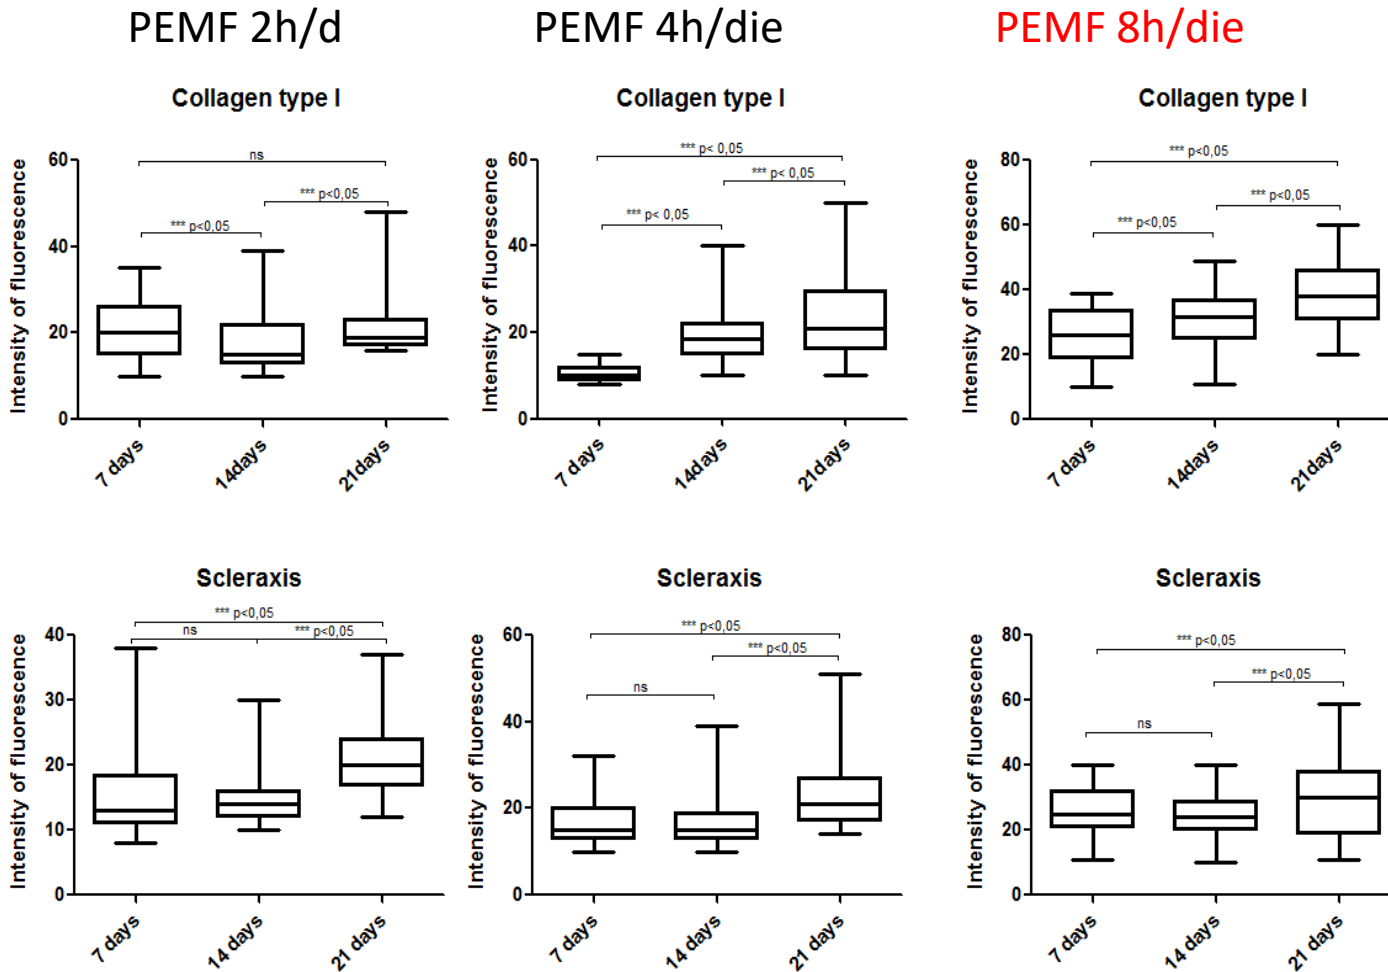 PEMF 2h/d
PEMF 4h/die
PEMF 8h/die
Collagen type I
Intensity of fluorescence
60
40
20
0
ns
*** p<0,05
*** p<0,05
7 days
14days
21days
Collagen type I
Intensity of fluorescence
60
40
20
0
*** p< 0,05
*** p< 0,05
*** p< 0,05
7 days
14days
21days
Collagen type I
Intensity of fluorescence
80
60
40
20
0
*** p<0,05
*** p<0,05
*** p<0,05
7 days
14days
21days
Scleraxis
Intensity of fluorescence
40
30
20
10
0
*** p<0,05
ns
*** p<0,05
7 days
14 days
21 days
Scleraxis
Intensity of fluorescence
60
40
20
0
*** p<0,05
*** p<0,05
ns
7 days
14 days
21 days
Scleraxis
Intensity of fluorescence
80
60
40
20
0
*** p<0,05
*** p<0,05
ns
7 days
14 days
21 days